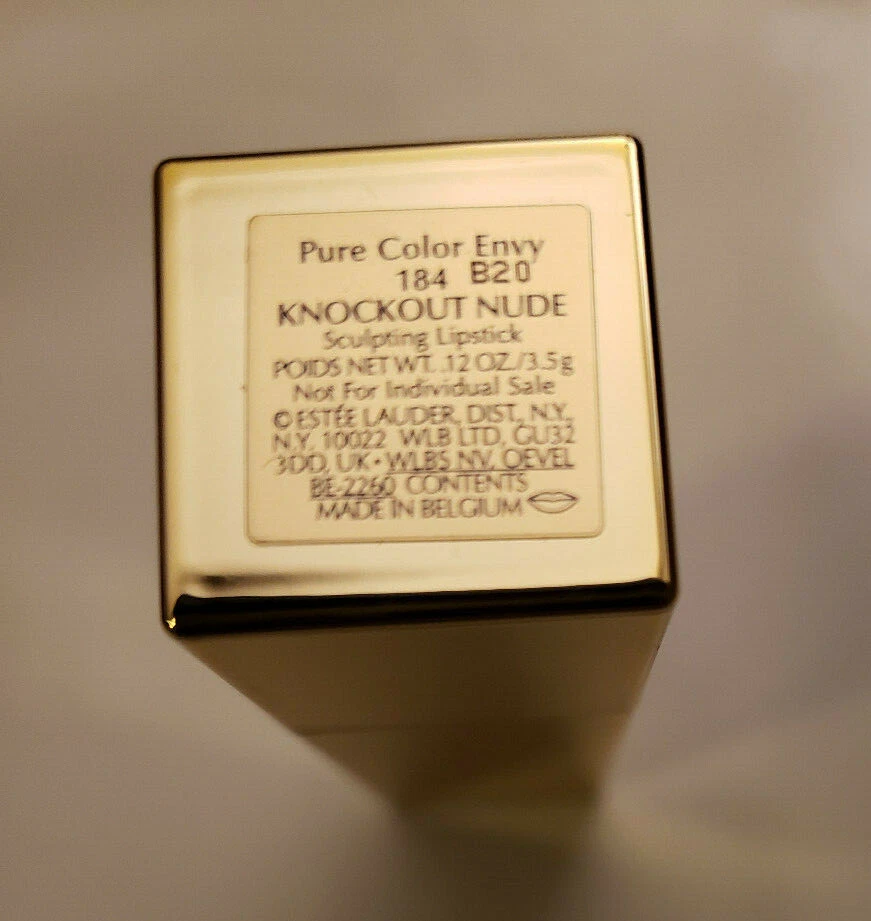 Pure Color Envy
184 B20
KNOCKOUT NUDE
Sculpting Lipstick
POIDS NET WT. .12 OZ./3.5g
Not For Individual Sale
© ESTÉE LAUDER, DIST., N.Y.,
N.Y. 10022 WLB LTD, GU32
3DD, UK • WLBS NV, OEVEL
BE-2260 CONTENTS
MADE IN BELGIUM